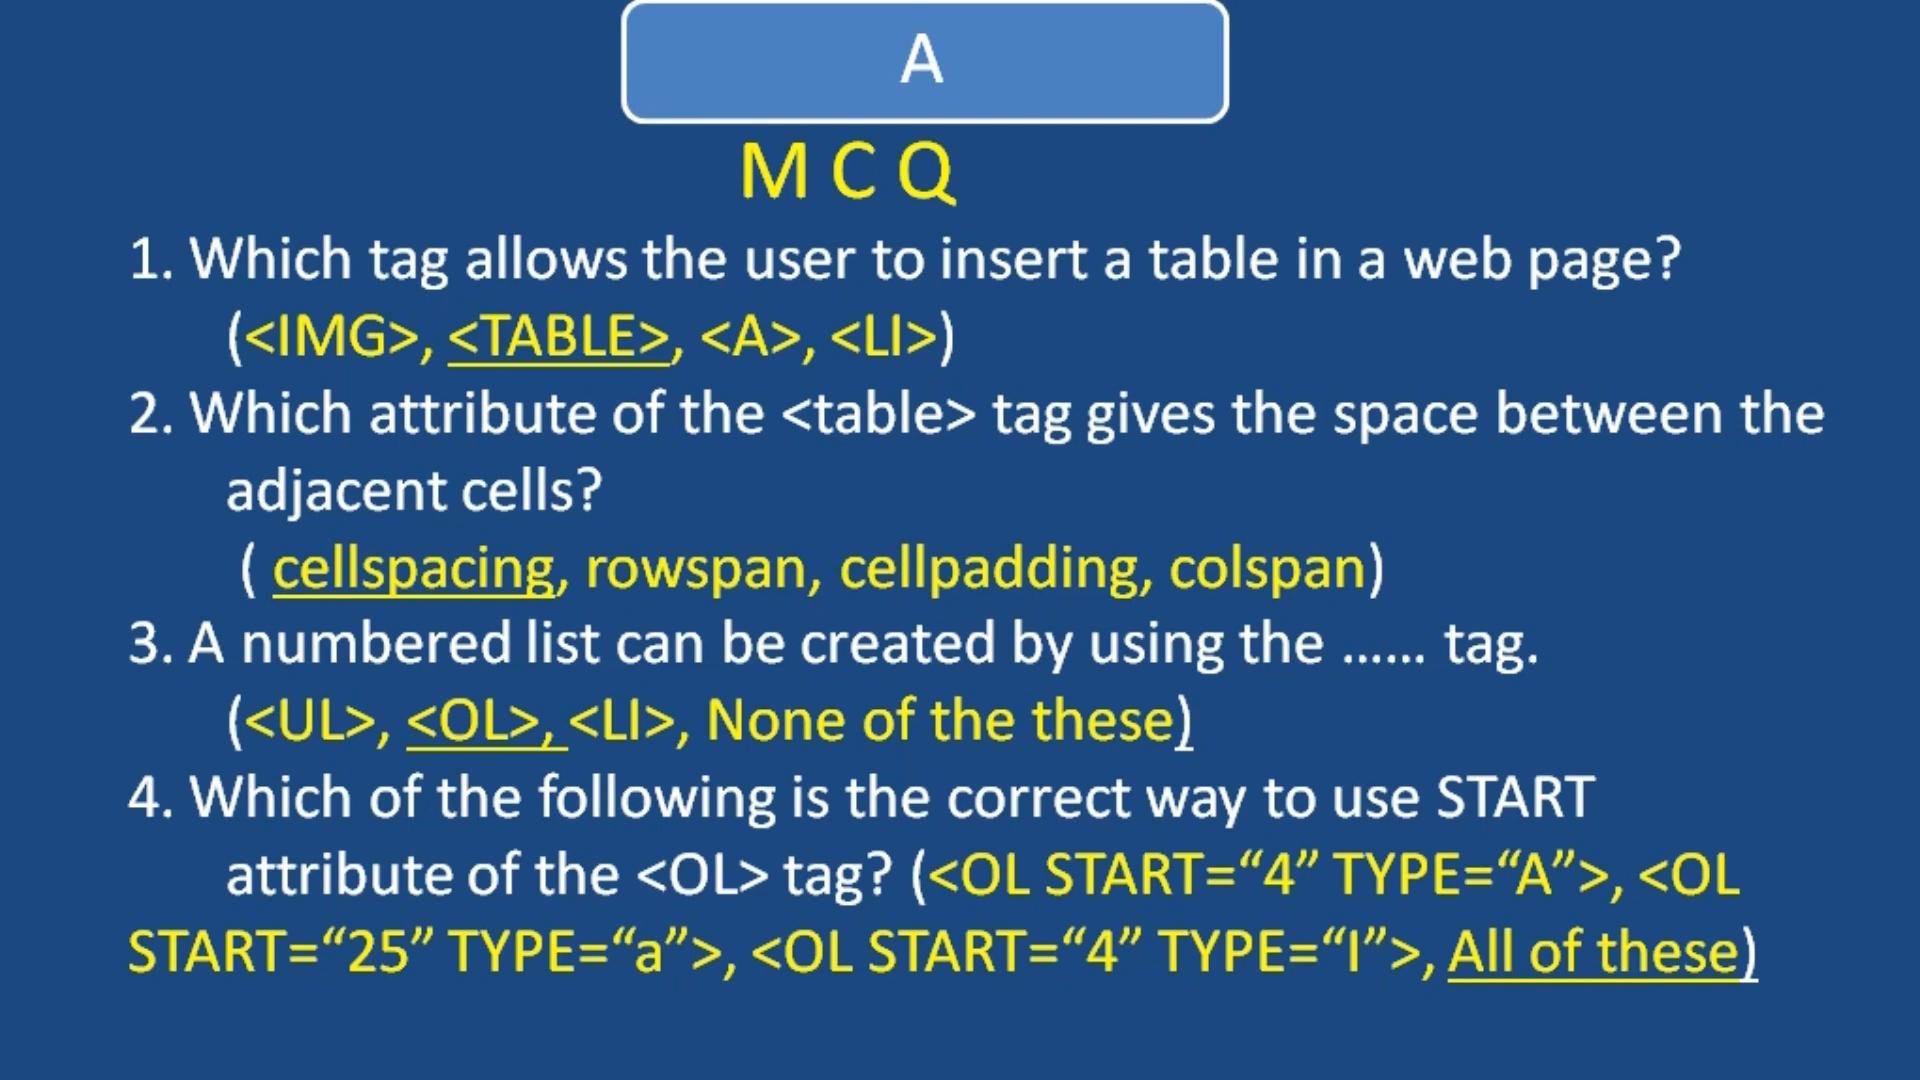 A
M C Q
1. Which tag allows the user to insert a table in a web page?
(<IMG>, <TABLE>, <A>, <LI>)
2. Which attribute of the <table> tag gives the space between the
adjacent cells?
( cellspacing, rowspan, cellpadding, colspan)
3. A numbered list can be created by using the ...... tag.
(<UL>, <OL>, <LI>, None of the these)
4. Which of the following is the correct way to use START
attribute of the <OL> tag? (<OL START=“4” TYPE=“A”>, <OL
START=“25” TYPE=“a”>, <OL START=“4” TYPE=“I”>, All of these)